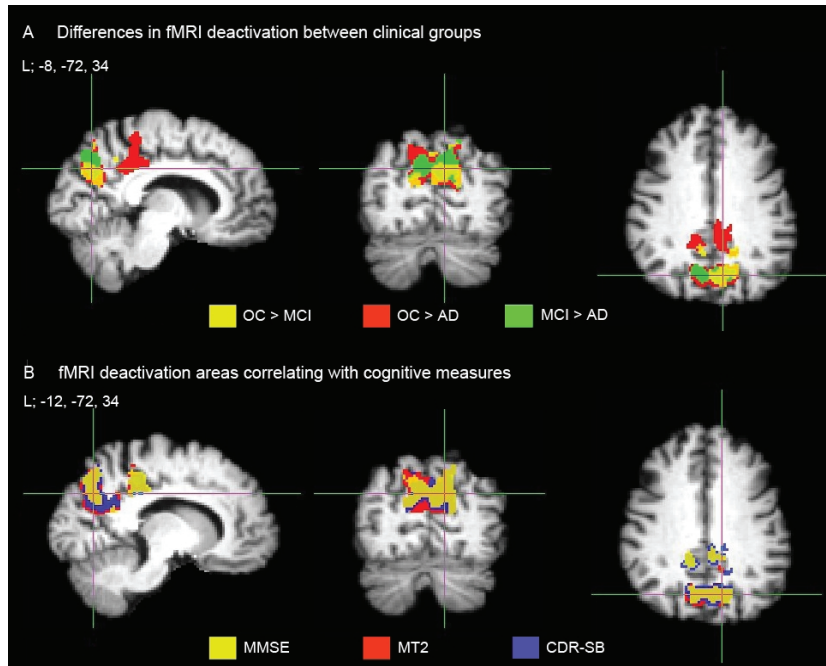 A Differences in fMRI deactivation between clinical groups
L; -8, -72, 34
OC > MCI
OC > AD
MCI > AD
B fMRI deactivation areas correlating with cognitive measures
L; -12, -72, 34
MMSE
MT2
CDR-SB